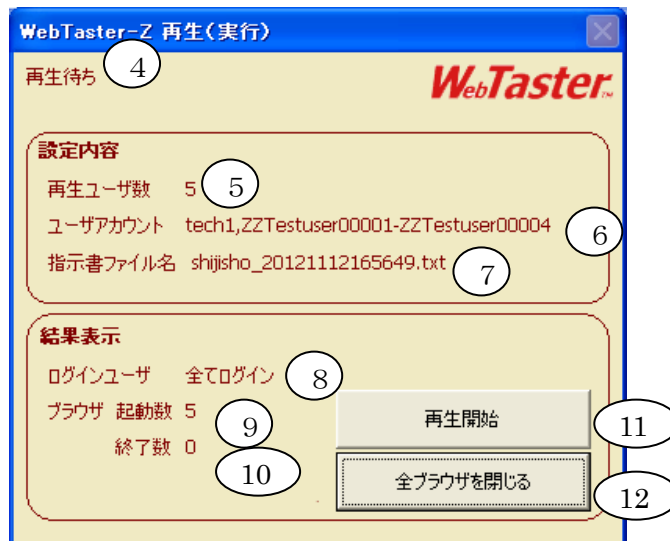 WebTaster-Z 再生(実行)
再生待ち 4
WebTaster TM
設定内容
再生ユーザ数 5 5
ユーザアカウント tech1,ZZTestuser00001-ZZTestuser00004 6
指示書ファイル名 shijisho_20121112165649.txt 7
結果表示
ログインユーザ 全てログイン 8
ブラウザ 起動数 5 9
再生開始 11
終了数 0 10
全ブラウザを閉じる 12